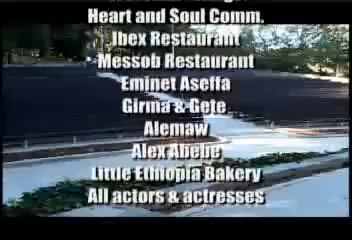 Heart and Soul Comm.
Ibex Restaurant
Messob Restaurant
Eminet Aseffa
Girma & Gete
Alemaw
Alex Abebe
Little Ethiopia Bakery
All actors & actresses